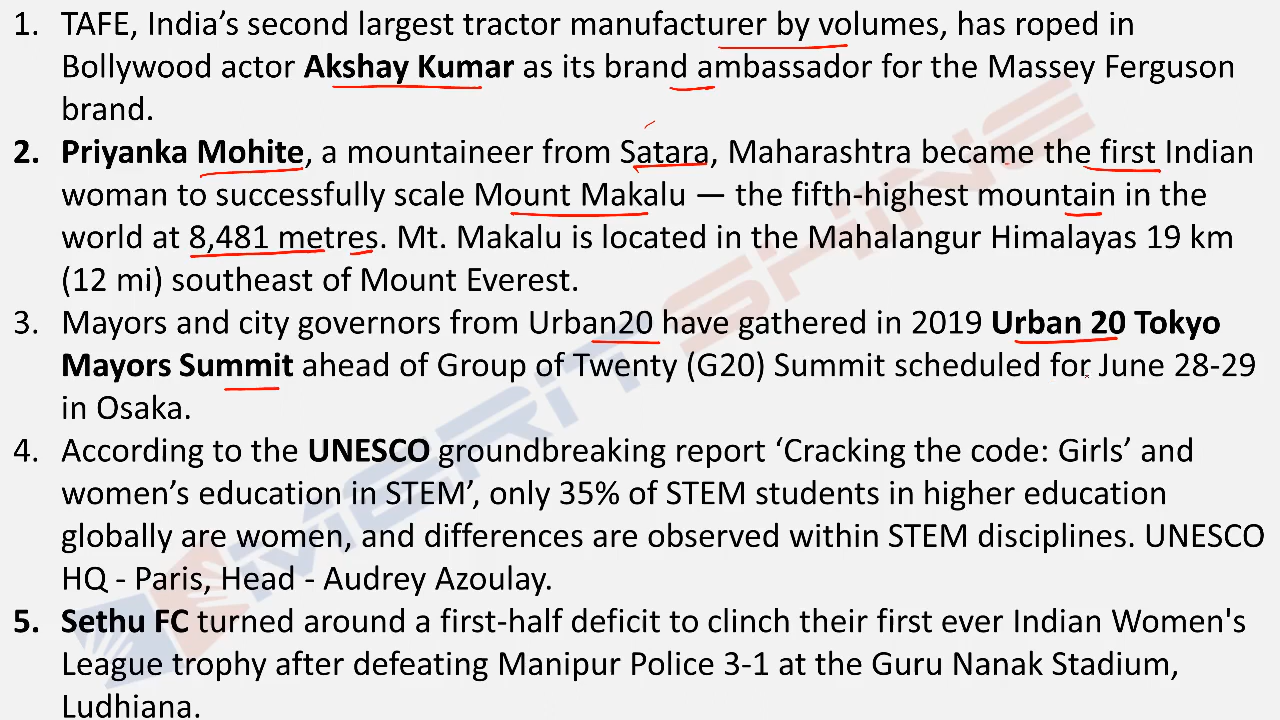 1. TAFE, India’s second largest tractor manufacturer by volumes, has roped in
Bollywood actor Akshay Kumar as its brand ambassador for the Massey Ferguson
brand.
2. Priyanka Mohite, a mountaineer from Satara, Maharashtra became the first Indian
woman to successfully scale Mount Makalu — the fifth-highest mountain in the
world at 8,481 metres. Mt. Makalu is located in the Mahalangur Himalayas 19 km
(12 mi) southeast of Mount Everest.
3. Mayors and city governors from Urban20 have gathered in 2019 Urban 20 Tokyo
Mayors Summit ahead of Group of Twenty (G20) Summit scheduled for June 28-29
in Osaka.
4. According to the UNESCO groundbreaking report ‘Cracking the code: Girls’ and
women’s education in STEM’, only 35% of STEM students in higher education
globally are women, and differences are observed within STEM disciplines. UNESCO
HQ - Paris, Head - Audrey Azoulay.
5. Sethu FC turned around a first-half deficit to clinch their first ever Indian Women's
League trophy after defeating Manipur Police 3-1 at the Guru Nanak Stadium,
Ludhiana.
MERIT SHINE